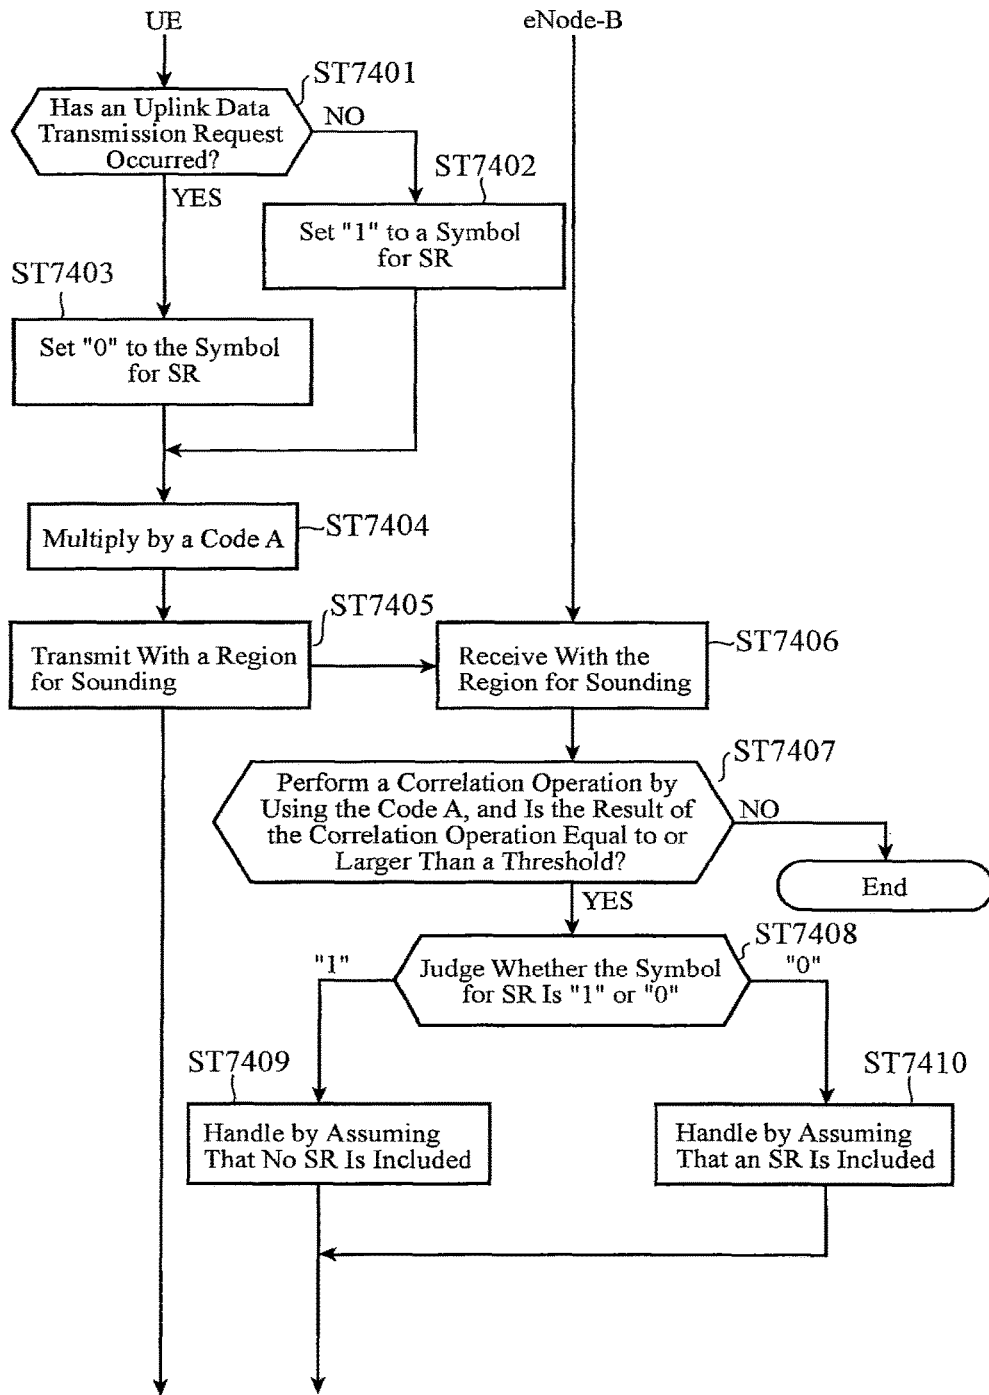 UE
eNode-B
ST7401
Has an Uplink Data
Transmission Request
Occurred?
NO
YES
ST7402
Set "1" to a Symbol
for SR
ST7403
Set "0" to the Symbol
for SR
Multiply by a Code A
ST7404
ST7405
Transmit With a Region
for Sounding
ST7406
Receive With the
Region for Sounding
ST7407
Perform a Correlation Operation by
Using the Code A, and Is the Result of
the Correlation Operation Equal to or
Larger Than a Threshold?
NO
End
YES
ST7408
"1"
Judge Whether the Symbol
for SR Is "1" or "0"
"0"
ST7409
Handle by Assuming
That No SR Is Included
ST7410
Handle by Assuming
That an SR Is Included